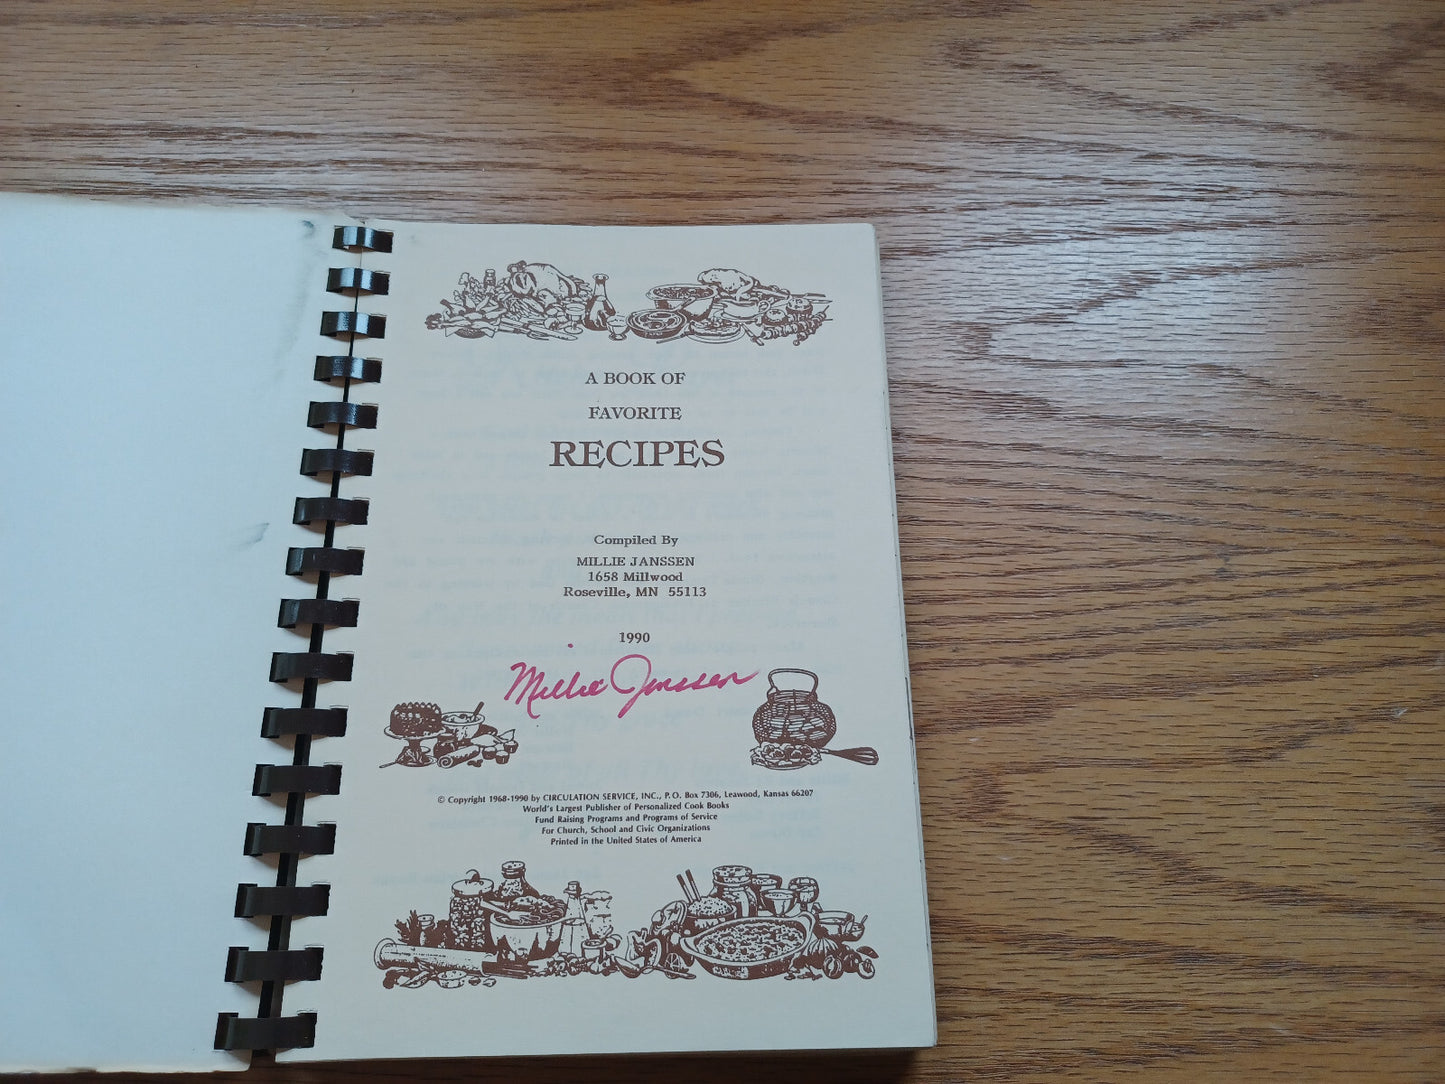 A BOOK OF
FAVORITE
RECIPES
Compiled By
MILLIE JANSSEN
1658 Millwood
Roseville, MN 55113
1990
Millie Janssen
© Copyright 1968-1990 by CIRCULATION SERVICE, INC., P.O. Box 7306, Leawood, Kansas 66207
World's Largest Publisher of Personalized Cook Books
Fund Raising Programs and Programs of Service
For Church, School and Civic Organizations
Printed in the United States of America